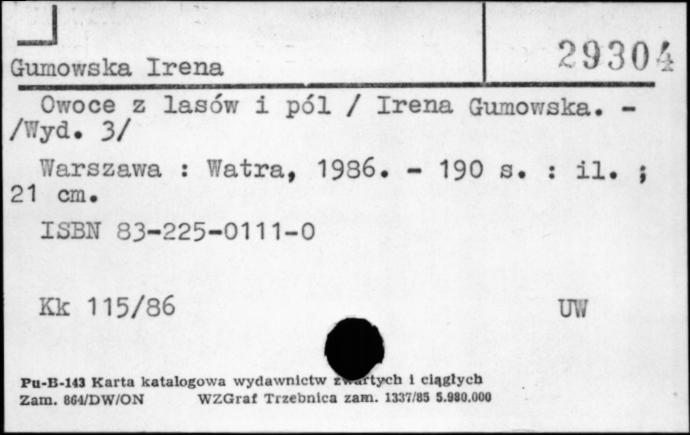 29304
Gumowska Irena
Owoce z lasów i pól / Irena Gumowska. -
/Wyd. 3/
Warszawa : Watra, 1986. - 190 s. : il. ;
21 cm.
ISBN 83-225-0111-0
Kk 115/86 UW
Pu-B-143 Karta katalogowa wydawnictw zwartych i ciągłych
Zam. 864/DW/ON WZGraf Trzebnica zam. 1337/85 5.980.000